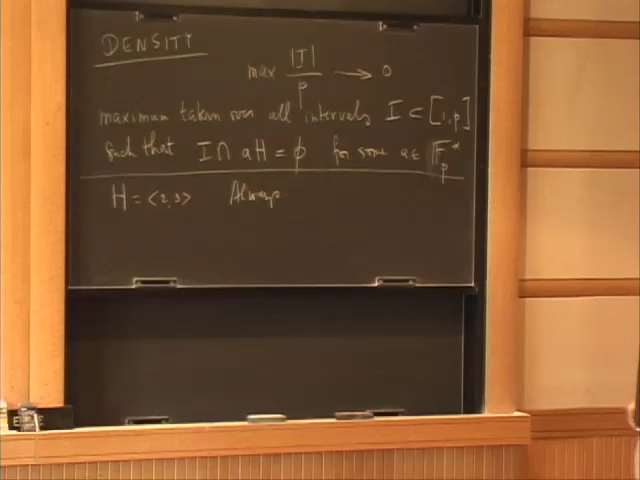 DENSITY
max |I| / p → 0
maximum taken over all intervals I ⊂ [1,p]
such that I ∩ aH = ϕ for some a ∈ F_p^*
H = <2,3> Always